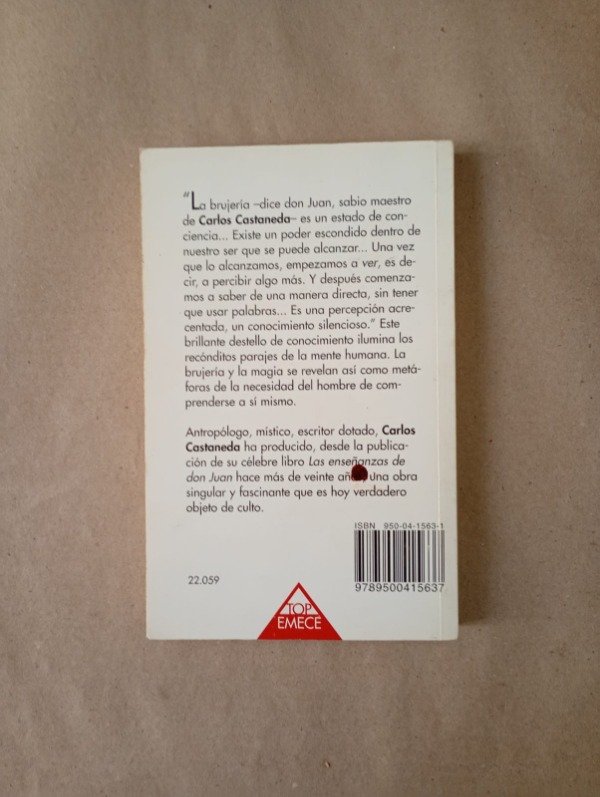 "La brujería –dice don Juan, sabio maestro
de Carlos Castaneda– es un estado de con-
ciencia... Existe un poder escondido dentro de
nuestro ser que se puede alcanzar... Una vez
que lo alcanzamos, empezamos a ver, es de-
cir, a percibir algo más. Y después comenza-
mos a saber de una manera directa, sin tener
que usar palabras... Es una percepción acre-
centada, un conocimiento silencioso." Este
brillante destello de conocimiento ilumina los
recónditos parajes de la mente humana. La
brujería y la magia se revelan así como metá-
foras de la necesidad del hombre de com-
prenderse a sí mismo.
Antropólogo, místico, escritor dotado, Carlos
Castaneda ha producido, desde la publica-
ción de su célebre libro Las enseñanzas de
don Juan hace más de veinte una obra
singular y fascinante que es hoy verdadero
objeto de culto.
ISBN 950-04-1563-1
9789500415637
22.059
TOP
EMECÉ